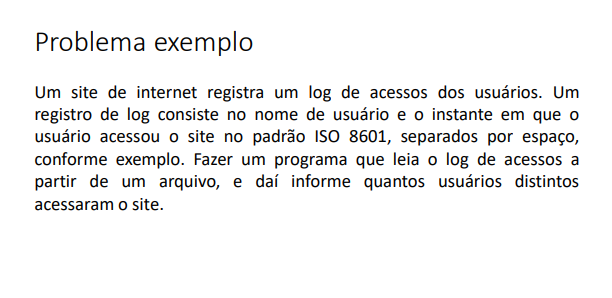 Problema exemplo
Um site de internet registra um log de acessos dos usuários. Um
registro de log consiste no nome de usuário e o instante em que o
usuário acessou o site no padrão ISO 8601, separados por espaço,
conforme exemplo. Fazer um programa que leia o log de acessos a
partir de um arquivo, e daí informe quantos usuários distintos
acessaram o site.